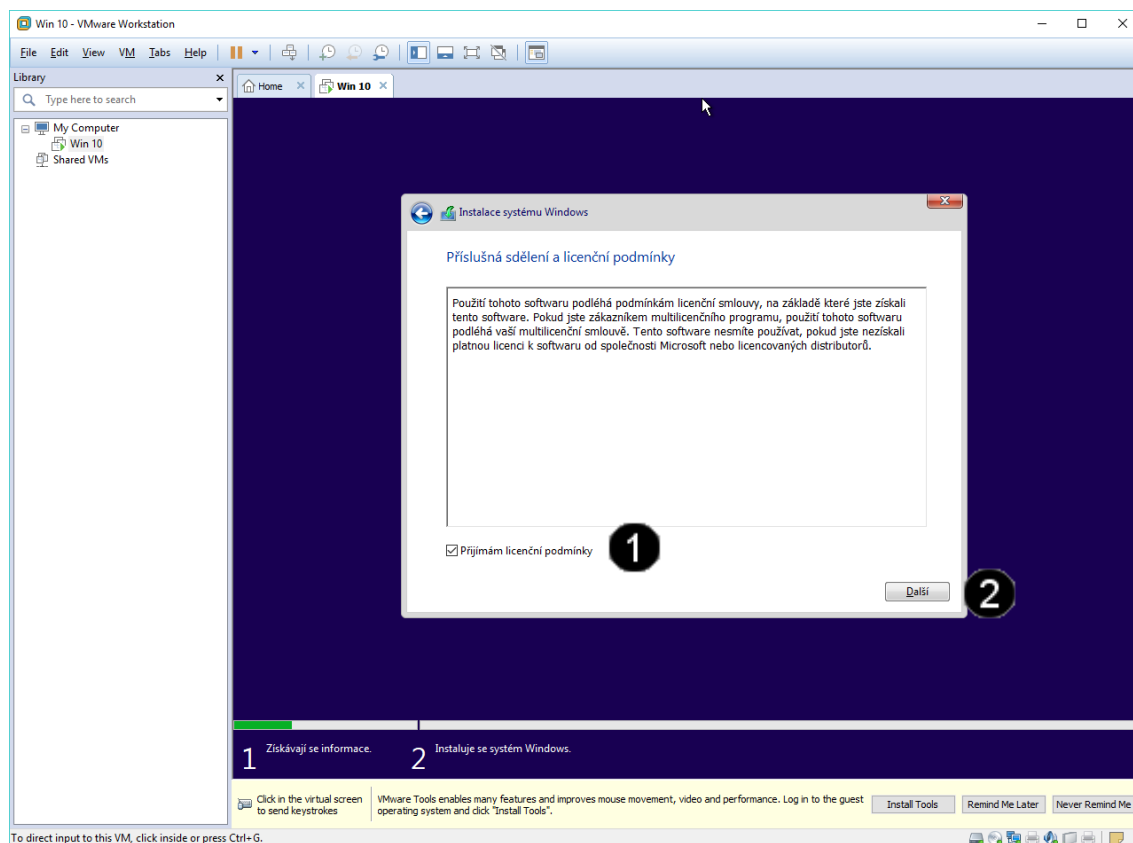 Win 10 - VMware Workstation
File Edit View VM Tabs Help
Library
Type here to search
My Computer
Win 10
Shared VMs
Home
Win 10
Instalace systému Windows
Příslušná sdělení a licenční podmínky
Použití tohoto softwaru podléhá podmínkám licenční smlouvy, na základě které jste získali
tento software. Pokud jste zákazníkem multilicenčního programu, použití tohoto softwaru
podléhá vaší multilicenční smlouvě. Tento software nesmíte používat, pokud jste nezískali
platnou licenci k softwaru od společnosti Microsoft nebo licencovaných distributorů.
Přijímám licenční podmínky
1
Další
2
1 Získávají se informace.
2 Instaluje se systém Windows.
Click in the virtual screen
to send keystrokes
VMware Tools enables many features and improves mouse movement, video and performance. Log in to the guest
operating system and click "Install Tools".
Install Tools
Remind Me Later
Never Remind Me
To direct input to this VM, click inside or press Ctrl+G.